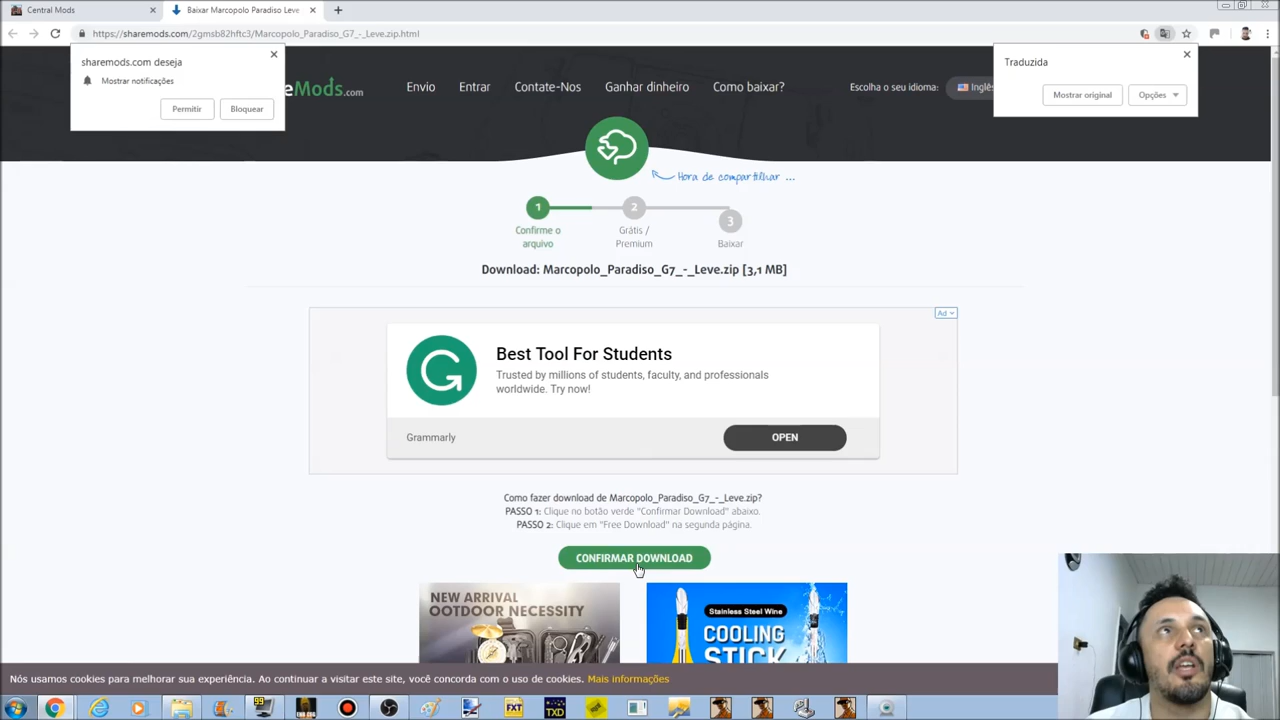 Central Mods
Baixar Marcopolo Paradiso Leve
https://sharemods.com/2gmsb82hftc3/Marcopolo_Paradiso_G7_-_Leve.zip.html
sharemods.com deseja
Mostrar notificações
Permitir
Bloquear
eMods.com
Envio
Entrar
Contate-Nos
Ganhar dinheiro
Como baixar?
Escolha o seu idioma:
Inglês
Traduzida
Mostrar original
Opções
Hora de compartilhar ...
1
2
3
Confirme o
arquivo
Grátis /
Premium
Baixar
Download: Marcopolo_Paradiso_G7_-_Leve.zip [3,1 MB]
Ad
Best Tool For Students
Trusted by millions of students, faculty, and professionals
worldwide. Try now!
Grammarly
OPEN
Como fazer download de Marcopolo_Paradiso_G7_-_Leve.zip?
PASSO 1: Clique no botão verde "Confirmar Download" abaixo.
PASSO 2: Clique em "Free Download" na segunda página.
CONFIRMAR DOWNLOAD
NEW ARRIVAL
OOTDOOR NECESSITY
Stainless Steel Wine
COOLING
STICK
Nós usamos cookies para melhorar sua experiência. Ao continuar a visitar este site, você concorda com o uso de cookies. Mais informações
99
TXT
TXD